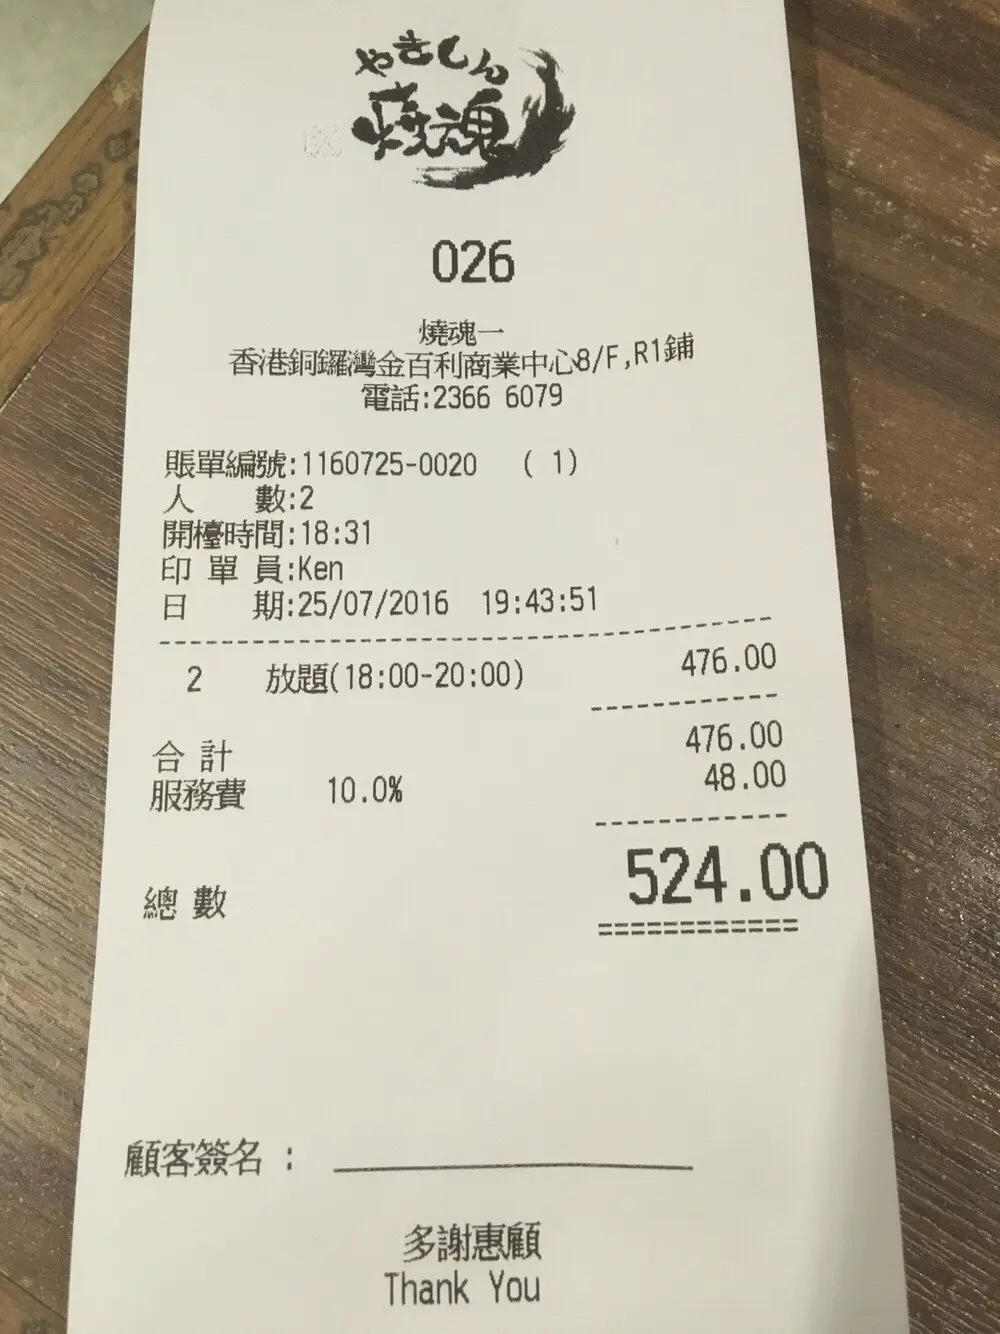 やきしん
焼魂
026
燒魂一
香港銅鑼灣金百利商業中心8/F,R1鋪
電話:2366 6079
賬單編號:1160725-0020 ( 1)
人 數:2
開檯時間:18:31
印 單 員:Ken
日 期:25/07/2016 19:43:51
2 放題(18:00-20:00) 476.00
合 計 476.00
服務費 10.0% 48.00
總 數 524.00
顧客簽名 :
多謝惠顧
Thank You